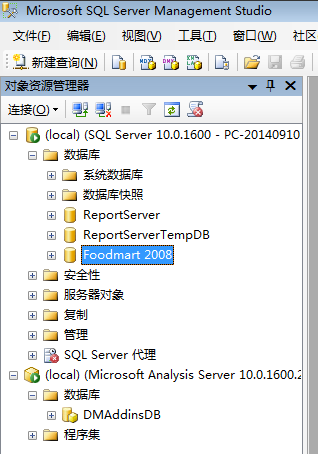 Microsoft SQL Server Management Studio
文件(F) 编辑(E) 视图(V) 工具(T) 窗口(W) 社区
新建查询(N)
对象资源管理器
连接(O)
(local) (SQL Server 10.0.1600 - PC-20140910
数据库
系统数据库
数据库快照
ReportServer
ReportServerTempDB
Foodmart 2008
安全性
服务器对象
复制
管理
SQL Server 代理
(local) (Microsoft Analysis Server 10.0.1600.2
数据库
DMAddinsDB
程序集